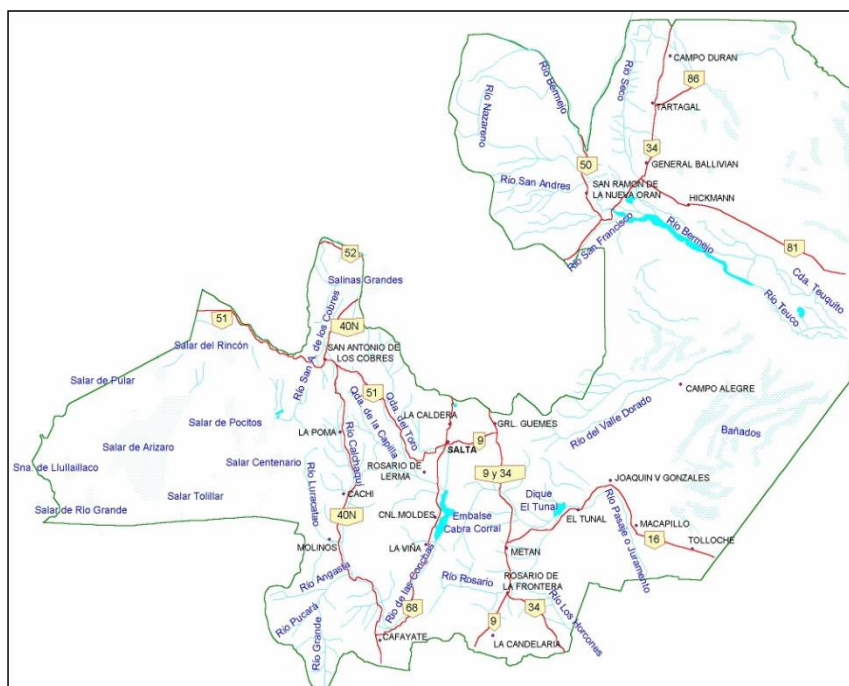 CAMPO DURAN
86
Río Bermejo
Río Seco
Río Nazareno
TARTAGAL
34
GENERAL BALLIVIAN
50
Río San Andres
SAN RAMON DE
LA NUEVA ORAN
HICKMANN
Río San Francisco
Río Bermejo
81
Cda. Teuquito
Río Teuco
52
Salinas Grandes
51
40N
Río San A. de los Cobres
Salar del Rincón
SAN ANTONIO DE
LOS COBRES
Salar de Pular
51
Qda. del Toro
Qda. de la Capilla
LA CALDERA
CAMPO ALEGRE
Salar de Pocitos
GRL. GUEMES
Río del Valle Dorado
Bañados
LA POMA
Río Calchaquí
SALTA
9
Salar de Arizaro
Salar Centenario
Sna. de Llullaillaco
ROSARIO DE
LERMA
9 y 34
JOAQUIN V GONZALES
Río Luracatao
Salar Tolillar
CACHI
Dique
El Tunal
Salar de Río Grande
40N
CNL.MOLDES
Embalse
Cabra Corral
EL TUNAL
Río Pasaje o Juramento
MACAPILLO
16
TOLLOCHE
MOLINOS
LA VIÑA
METAN
Río Angasta
Río de las Conchas
Río Rosario
ROSARIO DE
LA FRONTERA
Río Pucará
68
9
34
Río Los Horcones
Río Grande
CAFAYATE
LA CANDELARIA